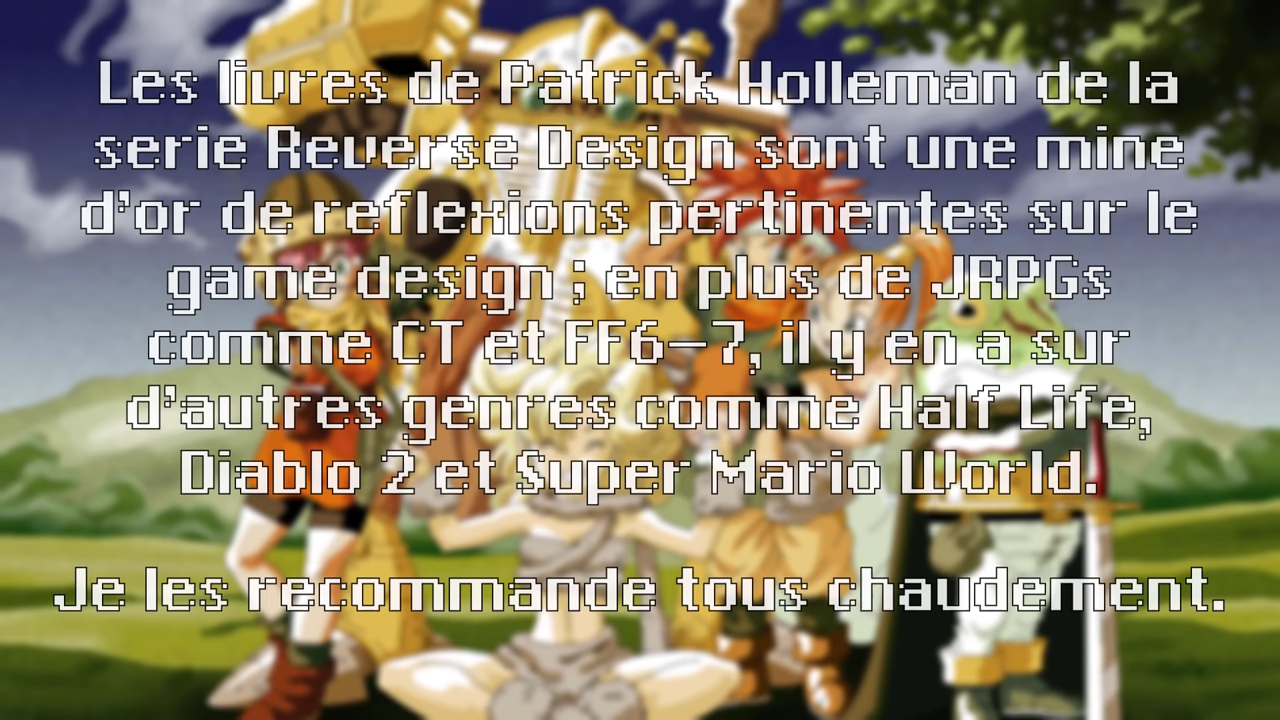 Les livres de Patrick Holleman de la
serie Reverse Design sont une mine
d'or de reflexions pertinentes sur le
game design ; en plus de JRPGs
comme CT et FF6-7, il y en a sur
d'autres genres comme Half Life,
Diablo 2 et Super Mario World.
Je les recommande tous chaudement.